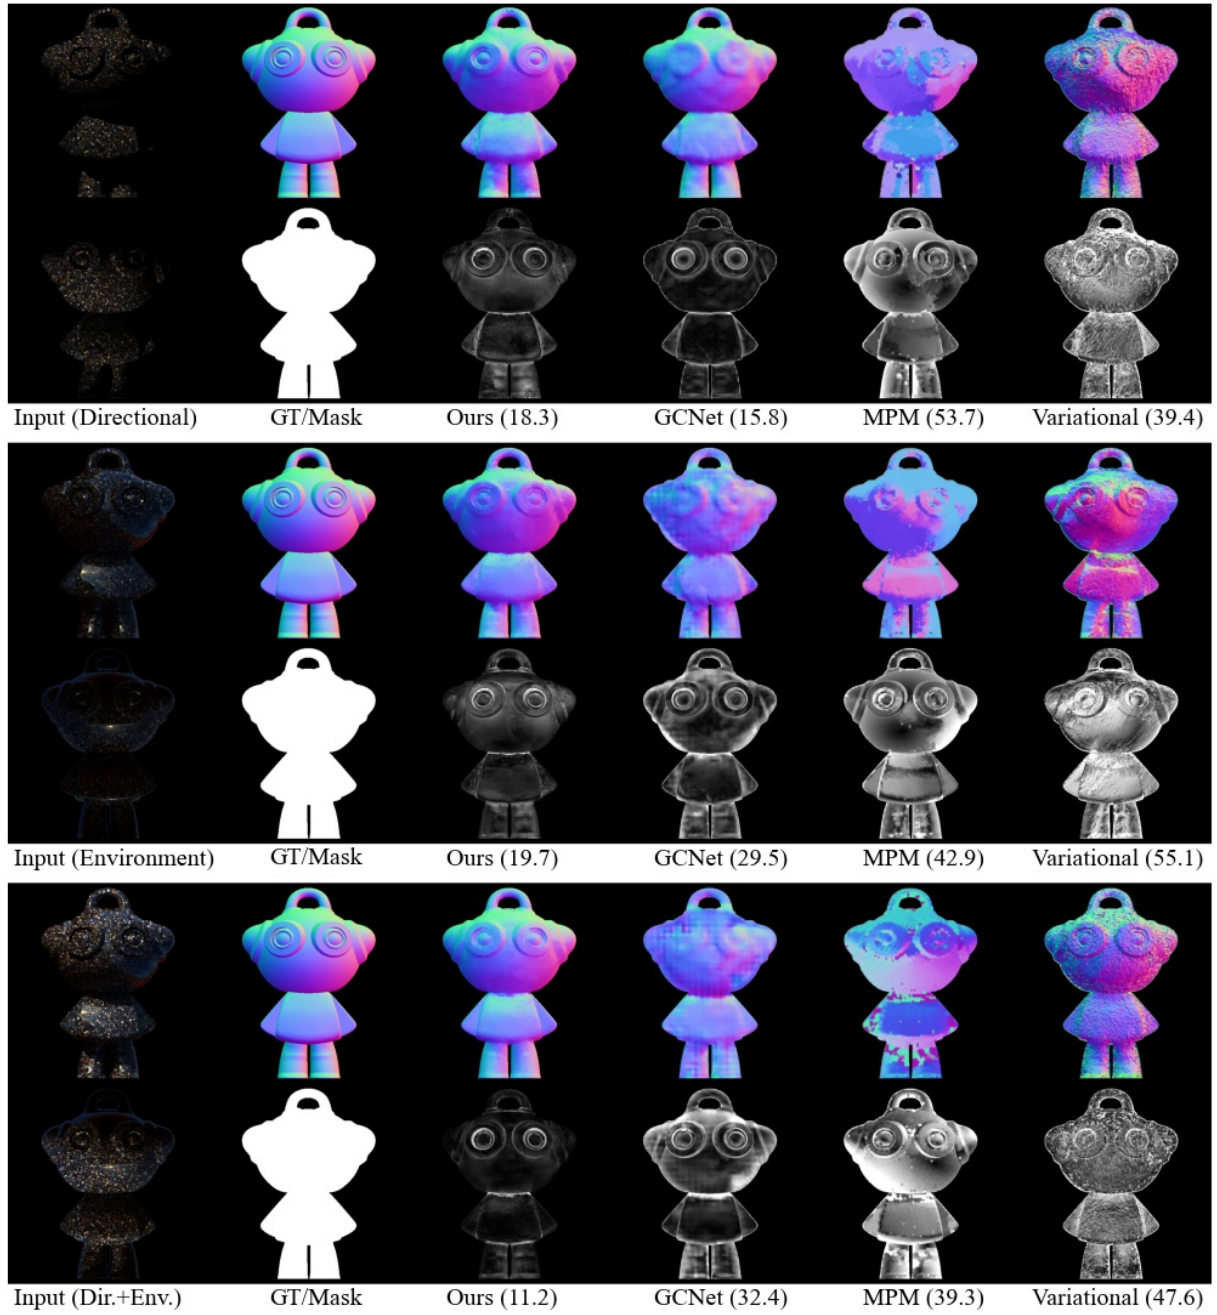 Input (Directional) GT/Mask Ours (18.3) GCNet (15.8) MPM (53.7) Variational (39.4)
Input (Environment) GT/Mask Ours (19.7) GCNet (29.5) MPM (42.9) Variational (55.1)
Input (Dir.+Env.) GT/Mask Ours (11.2) GCNet (32.4) MPM (39.3) Variational (47.6)